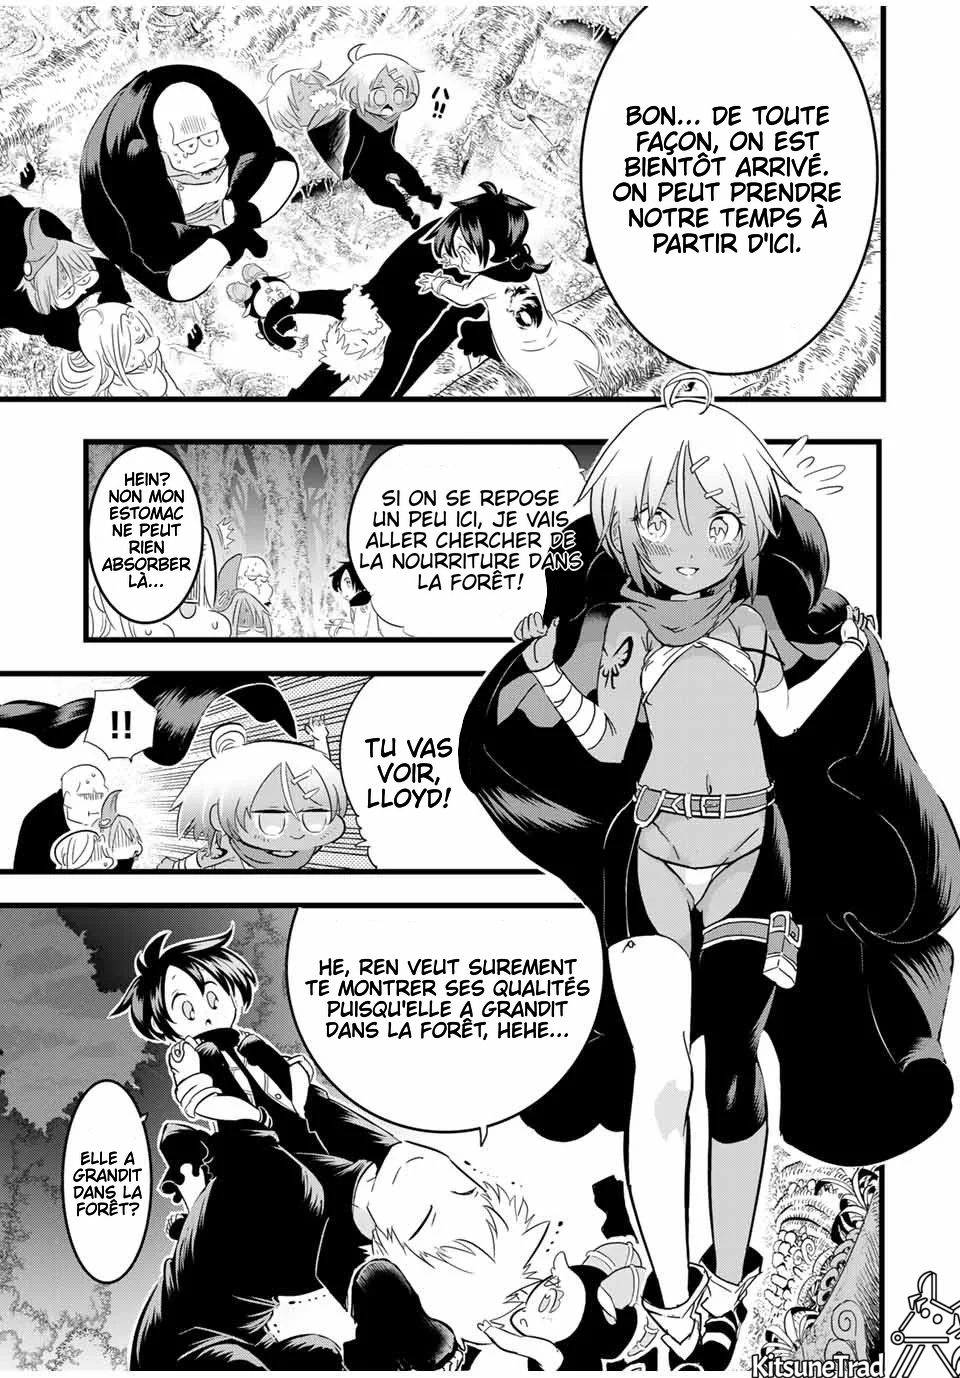 BON... DE TOUTE
FAÇON, ON EST
BIENTÔT ARRIVÉ.
ON PEUT PRENDRE
NOTRE TEMPS À
PARTIR D'ICI.
SI ON SE REPOSE
UN PEU ICI, JE VAIS
ALLER CHERCHER DE
LA NOURRITURE DANS
LA FORÊT!
HEIN?
NON MON
ESTOMAC
NE PEUT
RIEN
ABSORBER
LÀ...
TU VAS
VOIR,
LLOYD!
!!
HE, REN VEUT SUREMENT
TE MONTRER SES QUALITÉS
PUISQU'ELLE A GRANDIT
DANS LA FORÊT, HEHE...
ELLE A
GRANDIT
DANS LA
FORÊT?
KitsuneTrad